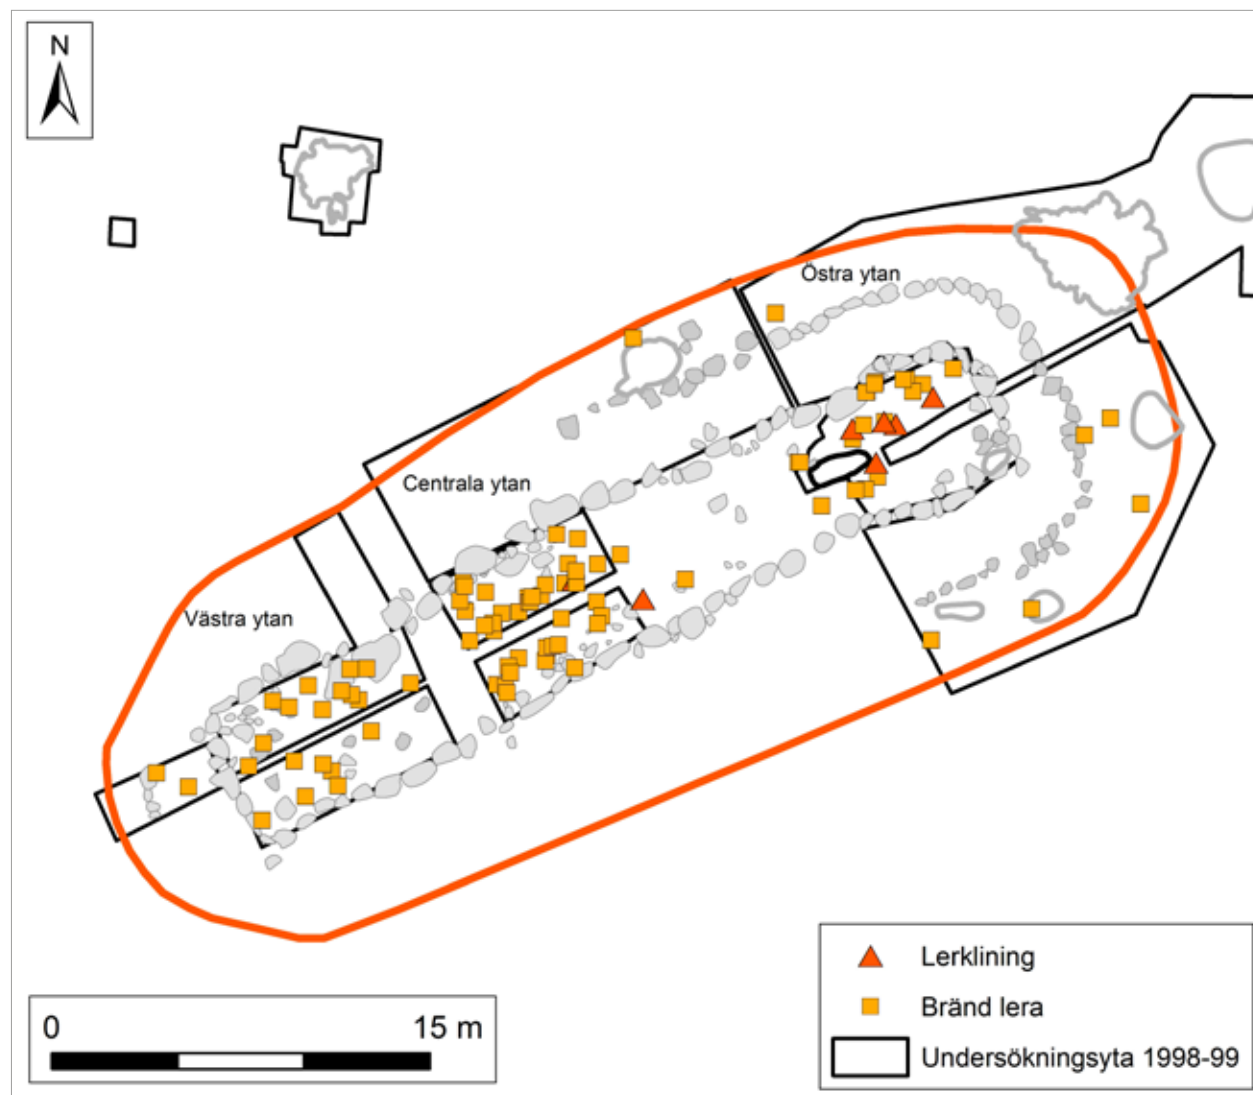 N
Östra ytan
Centrala ytan
Västra ytan
0 15 m
Lerklining
Bränd lera
Undersökningsyta 1998-99